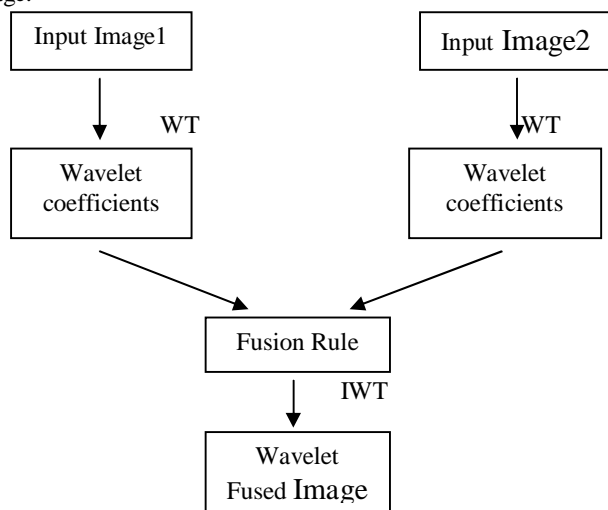 Input Image1
Input Image2
WT
WT
Wavelet
coefficients
Wavelet
coefficients
Fusion Rule
IWT
Wavelet
Fused Image